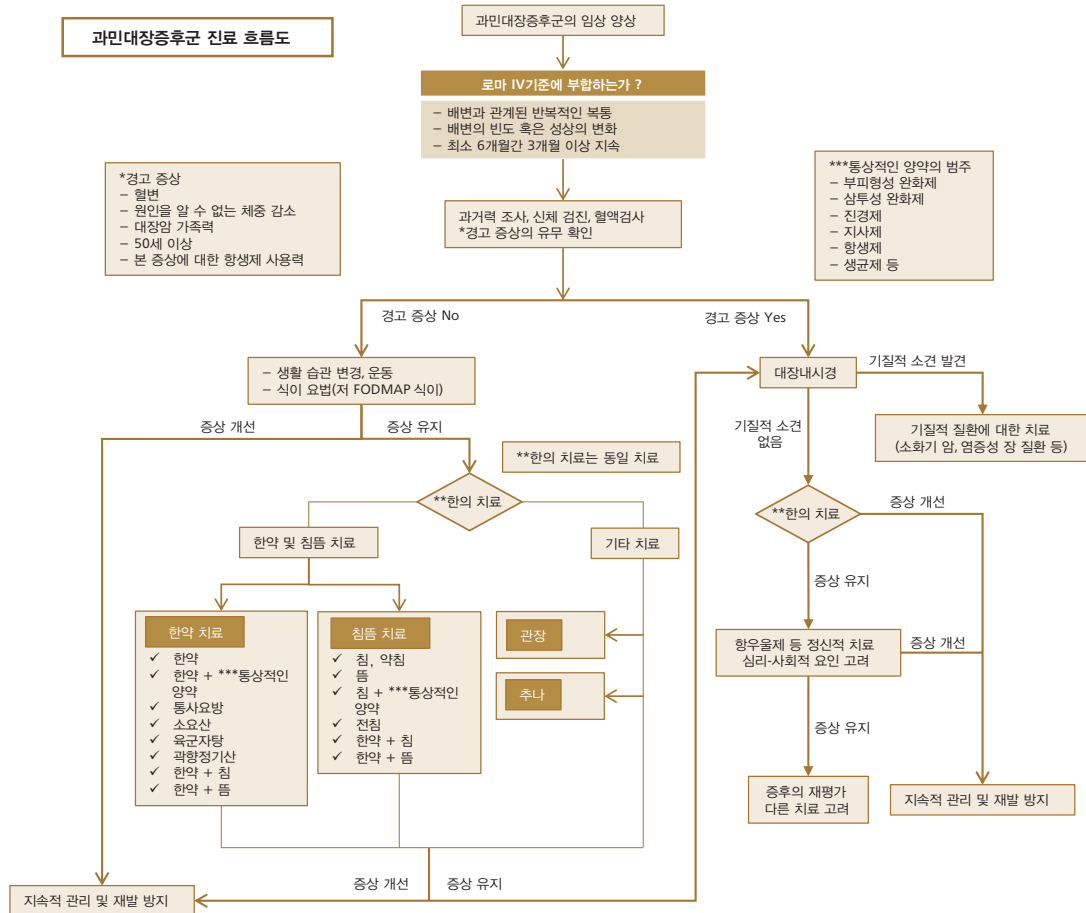 과민대장증후군 진료 흐름도
과민대장증후군의 임상 양상
로마 IV기준에 부합하는가 ?
– 배변과 관계된 반복적인 복통
– 배변의 빈도 혹은 성상의 변화
– 최소 6개월간 3개월 이상 지속
*경고 증상
– 혈변
– 원인을 알 수 없는 체중 감소
– 대장암 가족력
– 50세 이상
– 본 증상에 대한 항생제 사용력
과거력 조사, 신체 검진, 혈액검사
*경고 증상의 유무 확인
***통상적인 양약의 범주
– 부피형성 완화제
– 삼투성 완화제
– 진경제
– 지사제
– 항생제
– 생균제 등
경고 증상 No
경고 증상 Yes
– 생활 습관 변경, 운동
– 식이 요법(저 FODMAP 식이)
대장내시경
기질적 소견 발견
증상 개선
증상 유지
기질적 소견
없음
기질적 질환에 대한 치료
(소화기 암, 염증성 장 질환 등)
**한의 치료는 동일 치료
**한의 치료
**한의 치료
증상 개선
한약 및 침뜸 치료
기타 치료
증상 유지
한약 치료
✓ 한약
✓ 한약 + ***통상적인
양약
✓ 통사요방
✓ 소요산
✓ 육군자탕
✓ 곽향정기산
✓ 한약 + 침
✓ 한약 + 뜸
침뜸 치료
✓ 침, 약침
✓ 뜸
✓ 침 + ***통상적인
양약
✓ 전침
✓ 한약 + 침
✓ 한약 + 뜸
관장
추나
항우울제 등 정신적 치료
심리-사회적 요인 고려
증상 개선
증상 유지
증후의 재평가
다른 치료 고려
지속적 관리 및 재발 방지
증상 개선
증상 유지
지속적 관리 및 재발 방지